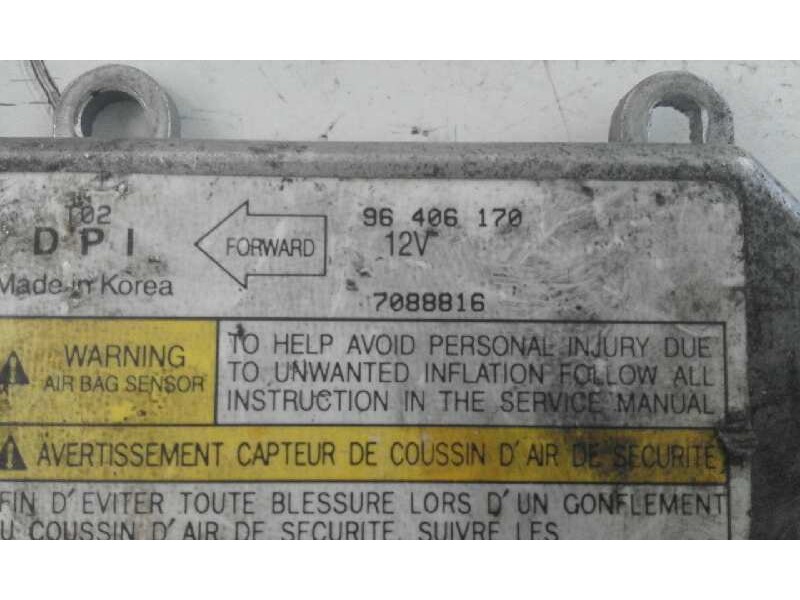 T02
96 406 170
DPI
FORWARD
12V
Made in Korea
7088816
WARNING
AIR BAG SENSOR
TO HELP AVOID PERSONAL INJURY DUE
TO UNWANTED INFLATION FOLLOW ALL
INSTRUCTION IN THE SERVICE MANUAL
AVERTISSEMENT CAPTEUR DE COUSSIN D'AIR DE SECURITE
FIN D'EVITER TOUTE BLESSURE LORS D'UN GONFLEMENT
U COUSSIN D'AIR DE SECURITE, SUIVRE LES